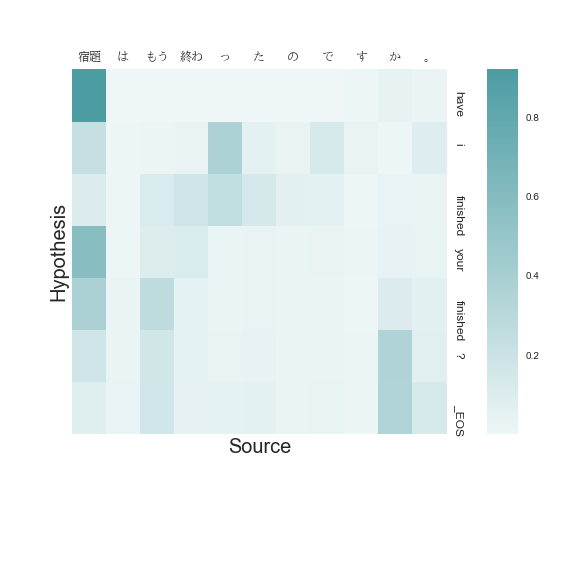 宿題 は もう 終わ っ た の で す か 。
have
i
finished
your
finished
?
_EOS
Hypothesis
Source
0.8
0.6
0.4
0.2